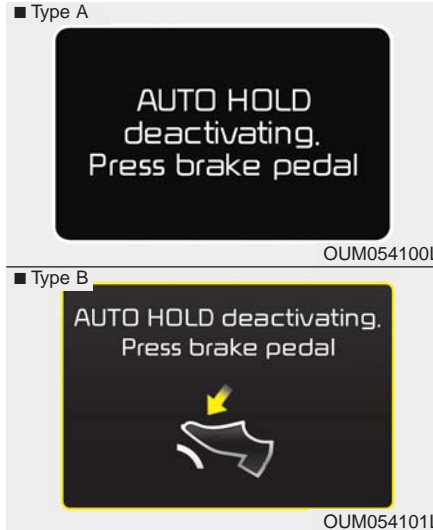 ■ Type A
AUTO HOLD
deactivating.
Press brake pedal
OUM054100L
■ Type B
AUTO HOLD deactivating.
Press brake pedal
OUM054101L